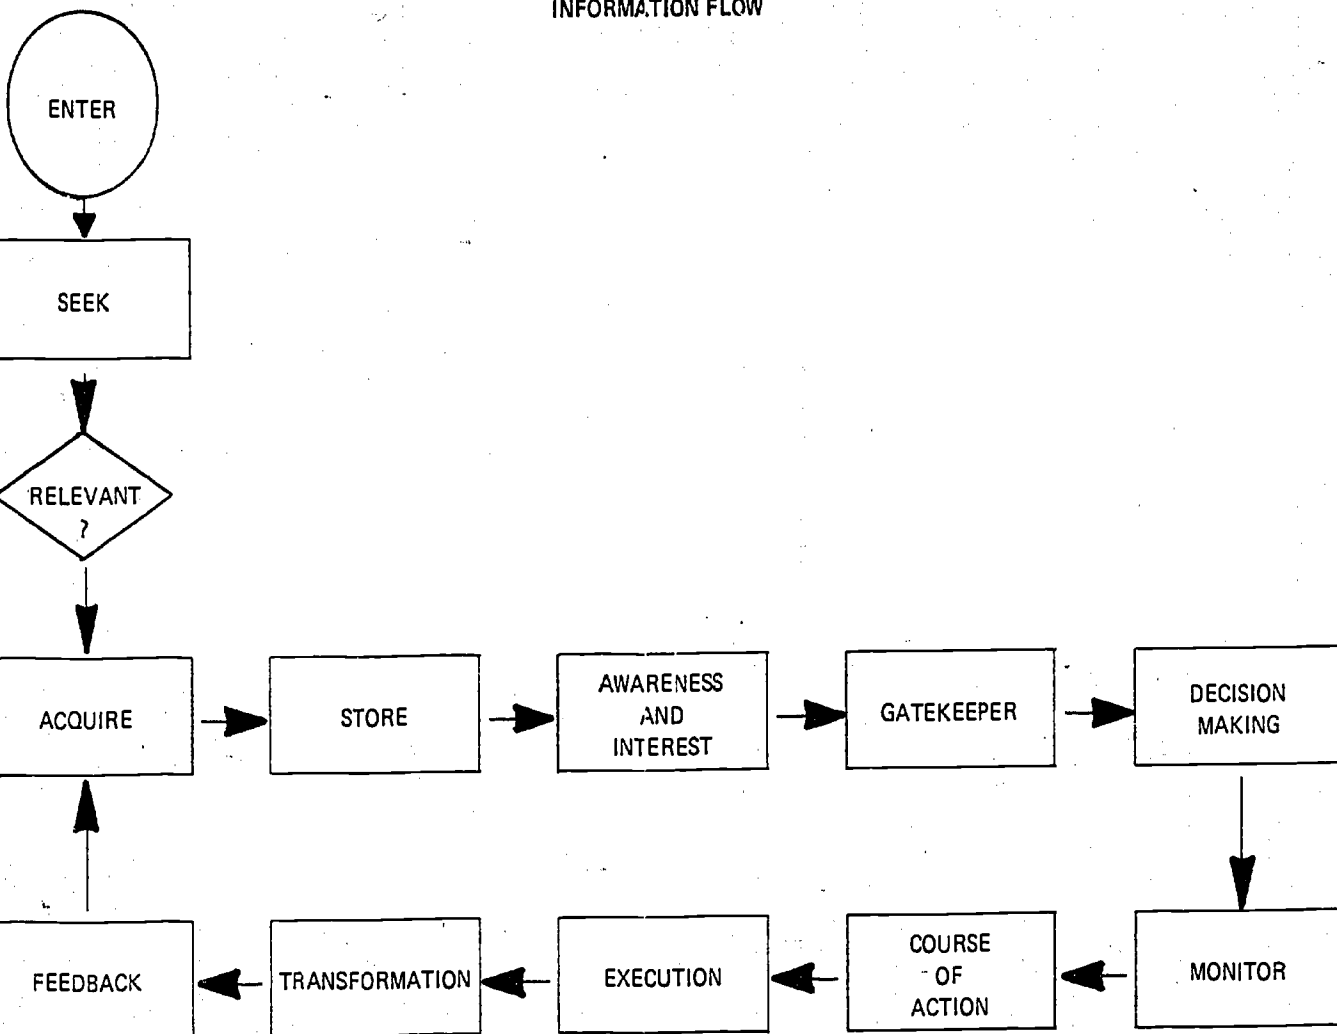 INFORMATION FLOW
ENTER
SEEK
RELEVANT
?
ACQUIRE
STORE
AWARENESS
AND
INTEREST
GATEKEEPER
DECISION
MAKING
FEEDBACK
TRANSFORMATION
EXECUTION
COURSE
OF
ACTION
MONITOR